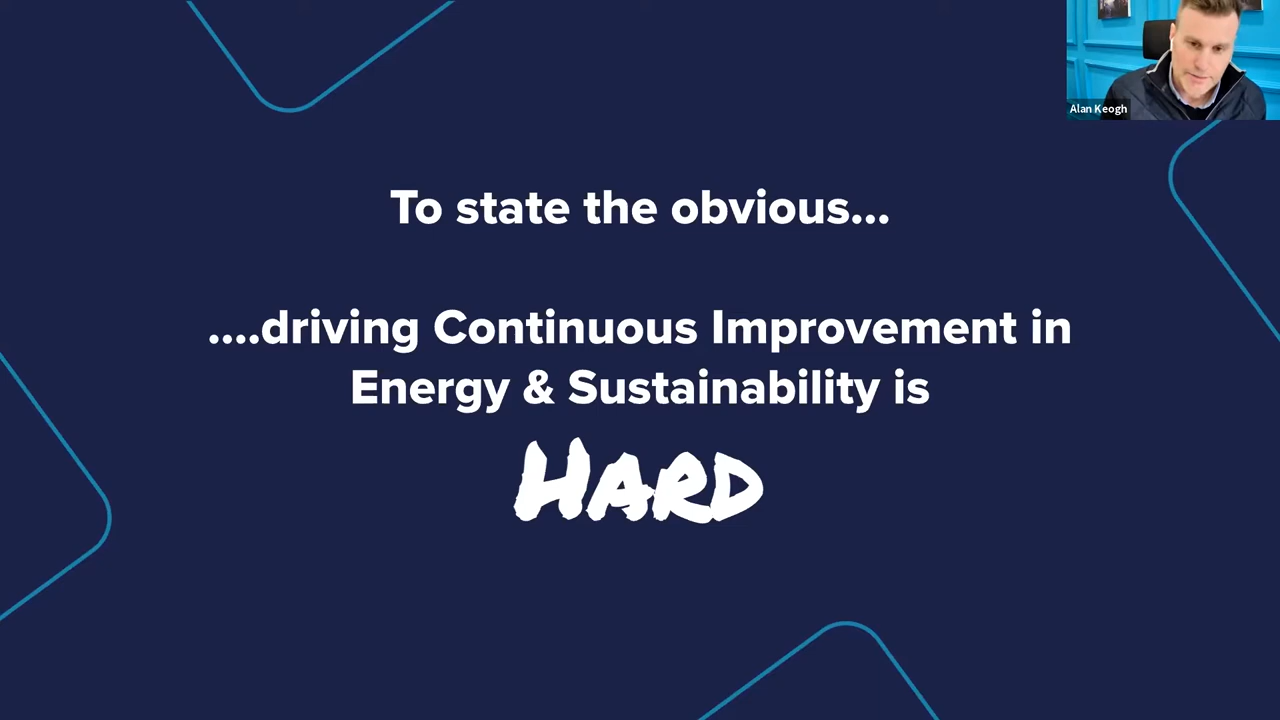 Alan Keogh
To state the obvious...
....driving Continuous Improvement in
Energy & Sustainability is
HARD